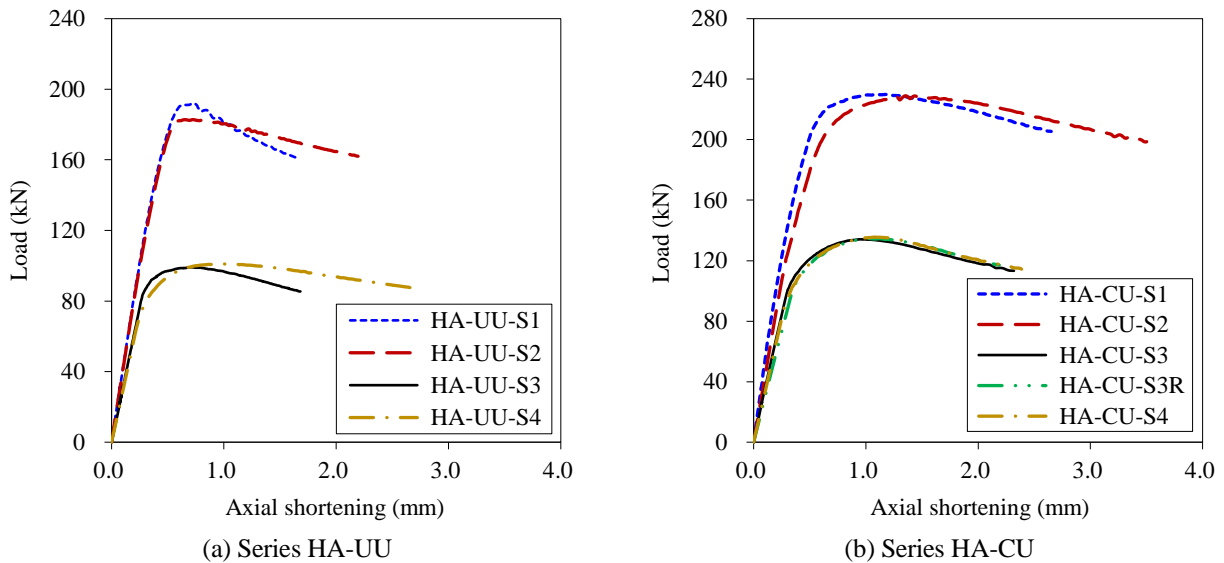 240
200
160
120
80
40
0
Load (kN)
0.0 1.0 2.0 3.0 4.0
Axial shortening (mm)
HA-UU-S1
HA-UU-S2
HA-UU-S3
HA-UU-S4
(a) Series HA-UU
280
240
200
160
120
80
40
0
Load (kN)
0.0 1.0 2.0 3.0 4.0
Axial shortening (mm)
HA-CU-S1
HA-CU-S2
HA-CU-S3
HA-CU-S3R
HA-CU-S4
(b) Series HA-CU